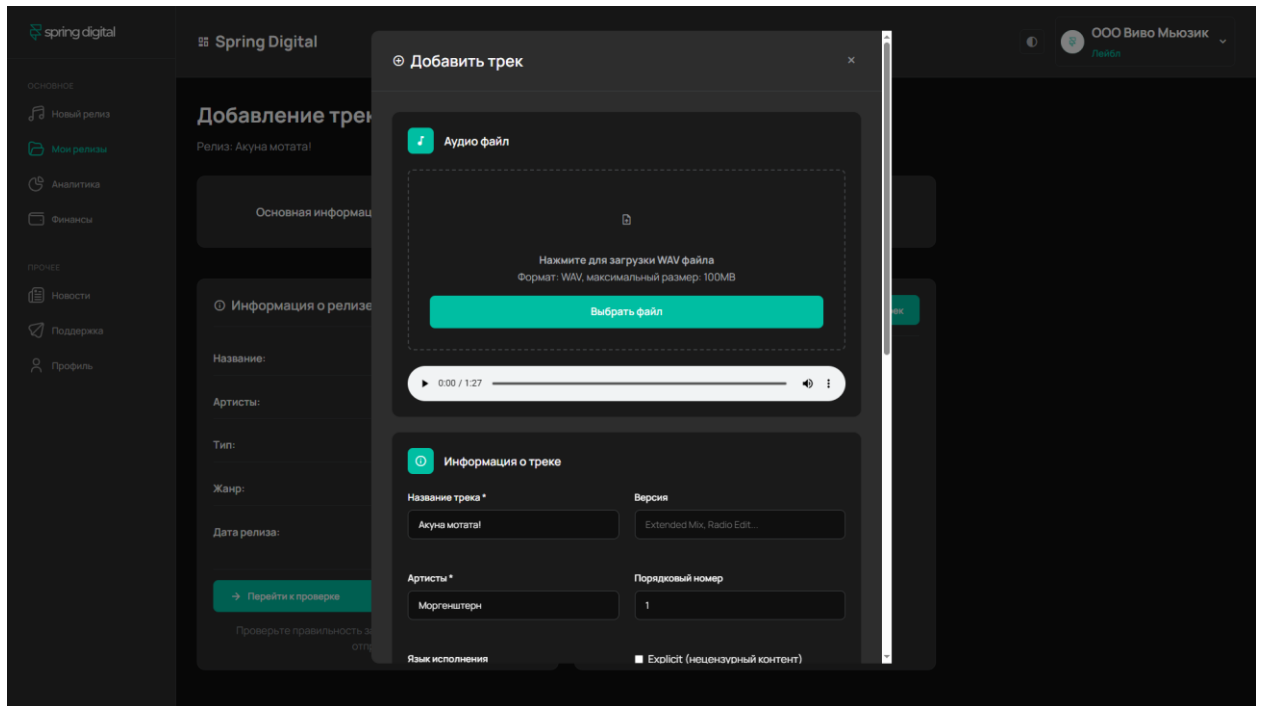 spring digital
Spring Digital
ООО Виво Мьюзик
Лейбл
ОСНОВНОЕ
Новый релиз
Мои релизы
Аналитика
Финансы
ПРОЧЕЕ
Новости
Поддержка
Профиль
Добавление трек
Релиз: Акуна мотата!
Основная информац
Информация о релизе
Название:
Артисты:
Тип:
Жанр:
Дата релиза:
Перейти к проверке
Проверьте правильность за
отпр
ек
Добавить трек
Аудио файл
Нажмите для загрузки WAV файла
Формат: WAV, максимальный размер: 100MB
Выбрать файл
0:00 / 1:27
Информация о треке
Название трека * Версия
Акуна мотата! Extended Mix, Radio Edit...
Артисты * Порядковый номер
Моргенштерн 1
Язык исполнения Explicit (нецензурный контент)